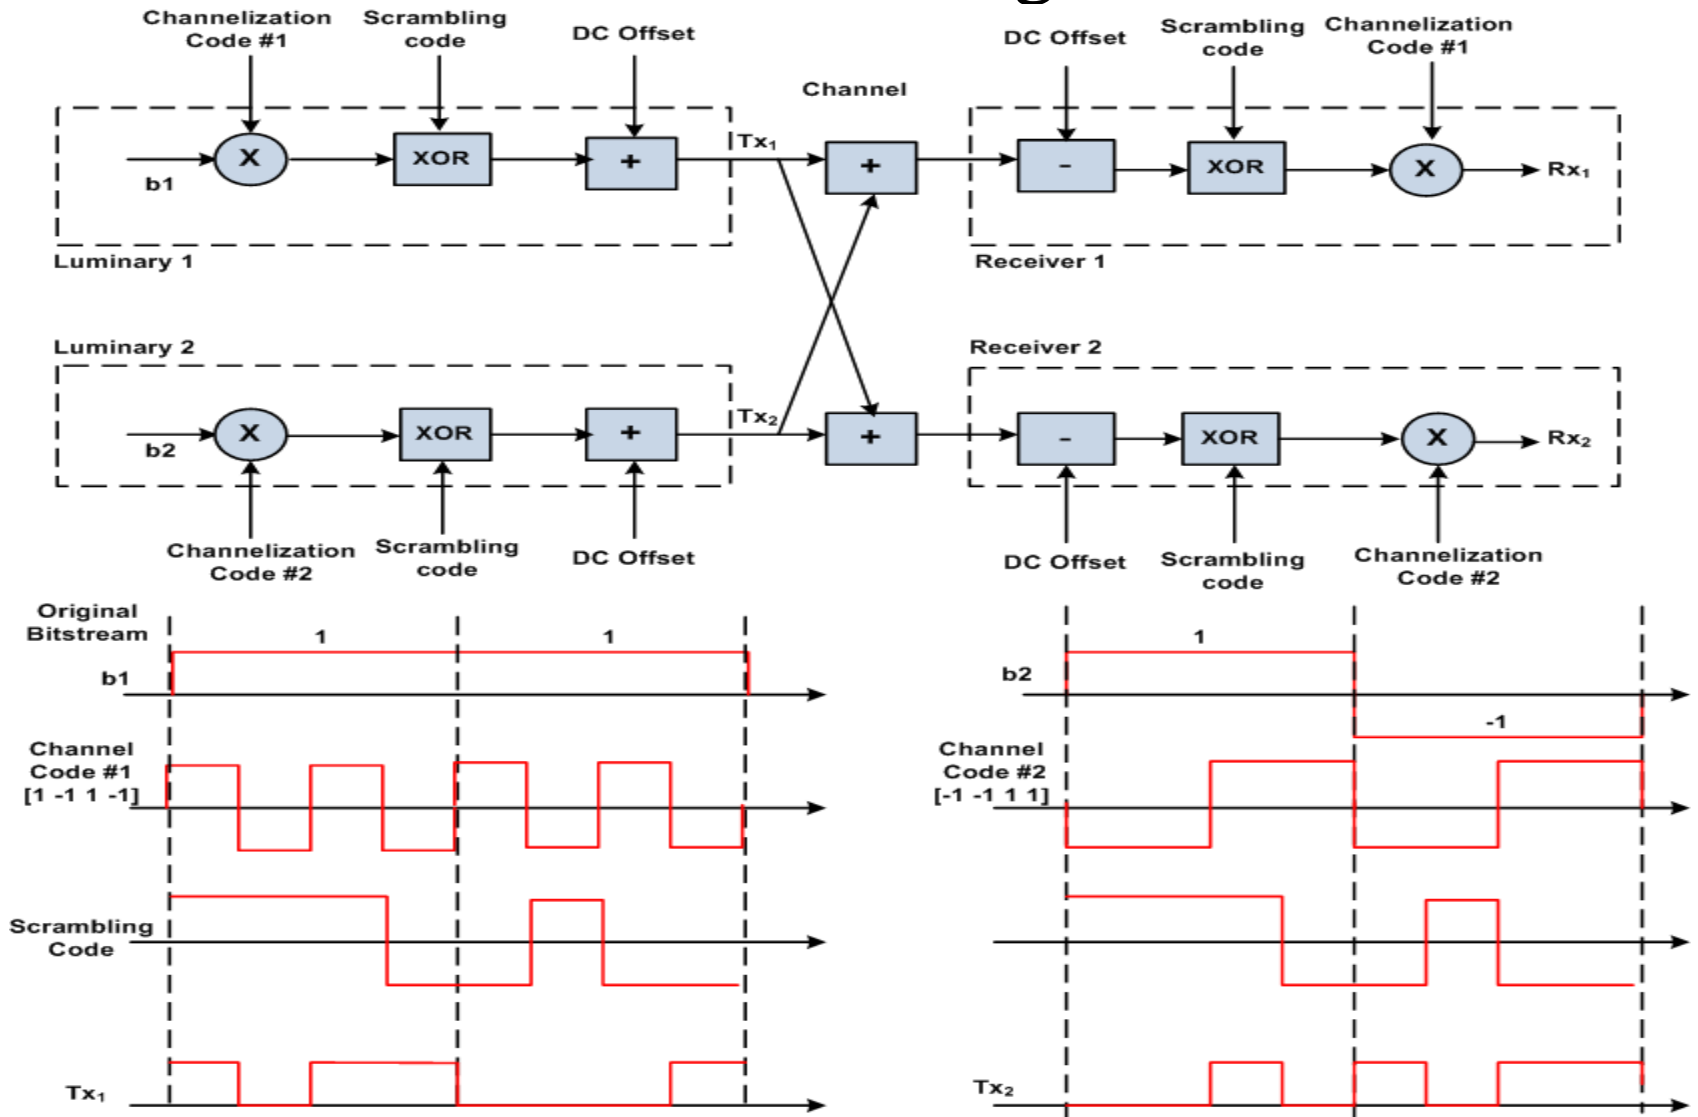 Channelization
Code #1
Scrambling
code
DC Offset
Channel
DC Offset
Scrambling
code
Channelization
Code #1
X
XOR
+
Tx₁
+
-
XOR
X
Rx₁
b1
Luminary 1
Receiver 1
Luminary 2
Receiver 2
X
XOR
+
Tx₂
+
-
XOR
X
Rx₂
b2
Channelization
Code #2
Scrambling
code
DC Offset
DC Offset
Scrambling
code
Channelization
Code #2
Original
Bitstream
1
1
b1
1
b2
-1
Channel
Code #1
[1 -1 1 -1]
Channel
Code #2
[-1 -1 1 1]
Scrambling
Code
Tx₁
Tx₂